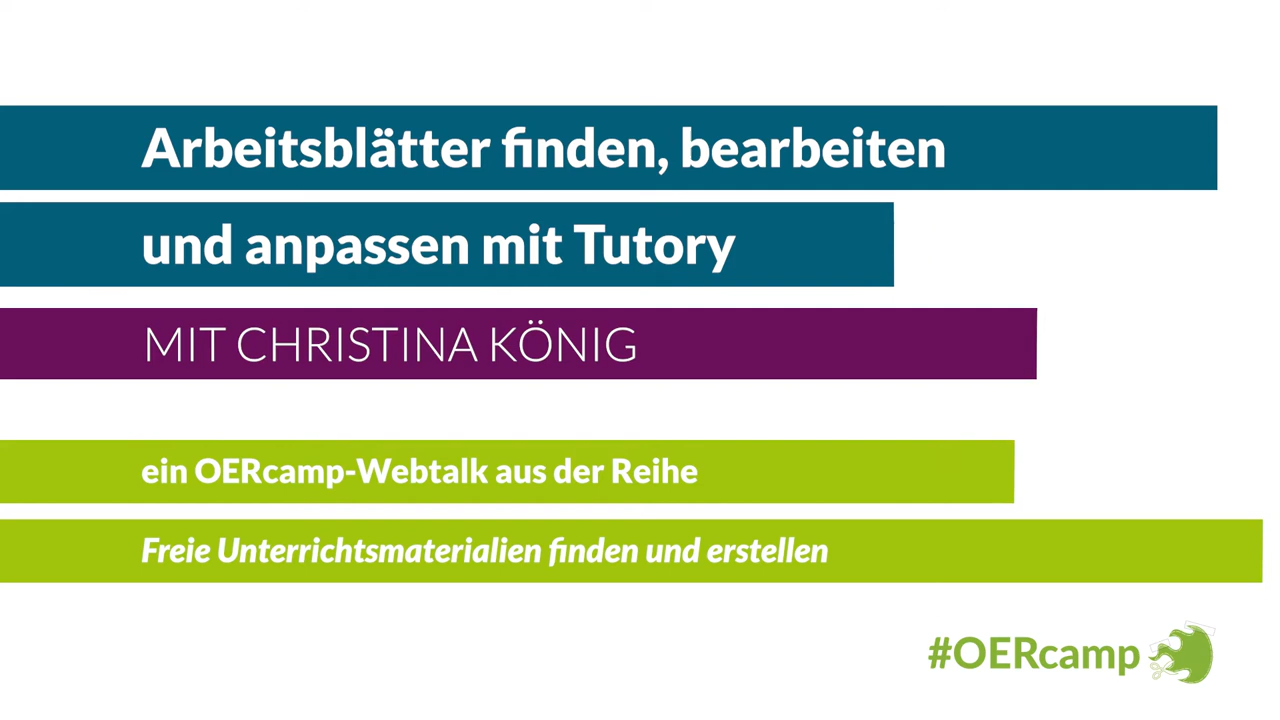 Arbeitsblätter finden, bearbeiten
und anpassen mit Tutory
MIT CHRISTINA KÖNIG
ein OERcamp-Webtalk aus der Reihe
Freie Unterrichtsmaterialien finden und erstellen
#OERcamp